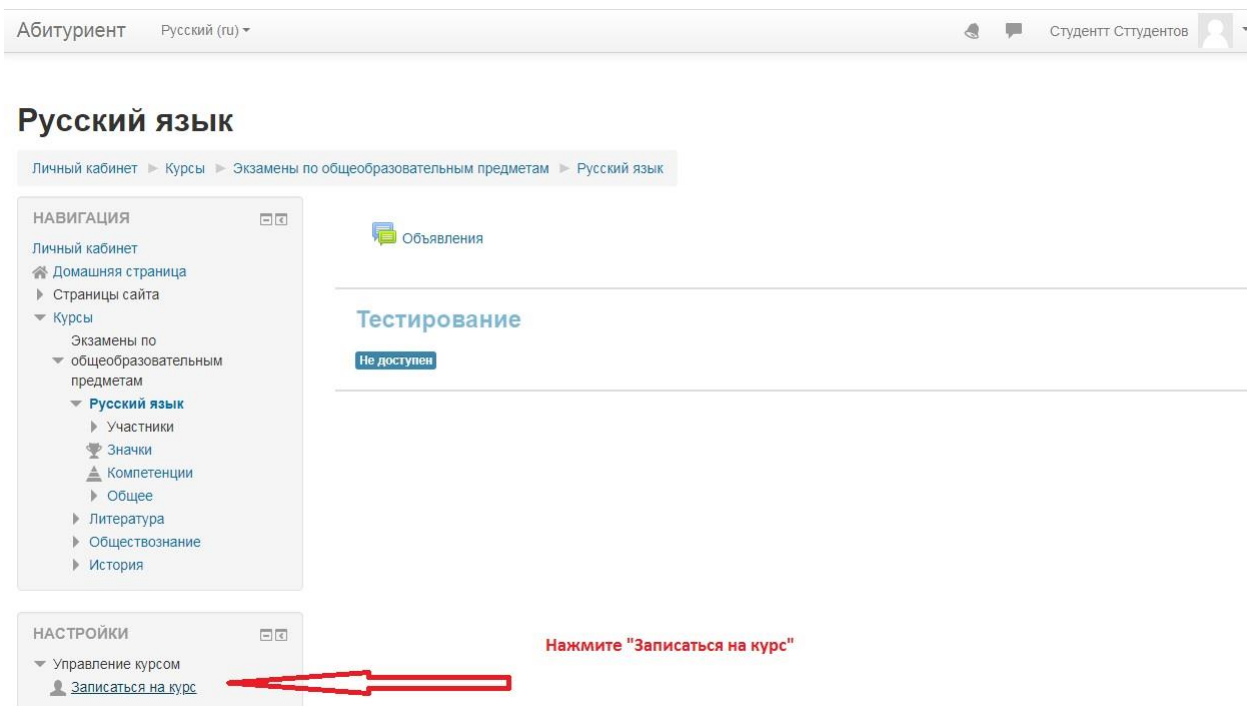 Абитуриент Русский (ru) Студентт Сттудентов
Русский язык
Личный кабинет Курсы Экзамены по общеобразовательным предметам Русский язык
НАВИГАЦИЯ
Личный кабинет
Домашняя страница
Страницы сайта
Курсы
Экзамены по
общеобразовательным
предметам
Русский язык
Участники
Значки
Компетенции
Общее
Литература
Обществознание
История
Объявления
Тестирование
Не доступен
НАСТРОЙКИ
Управление курсом
Записаться на курс
Нажмите "Записаться на курс"